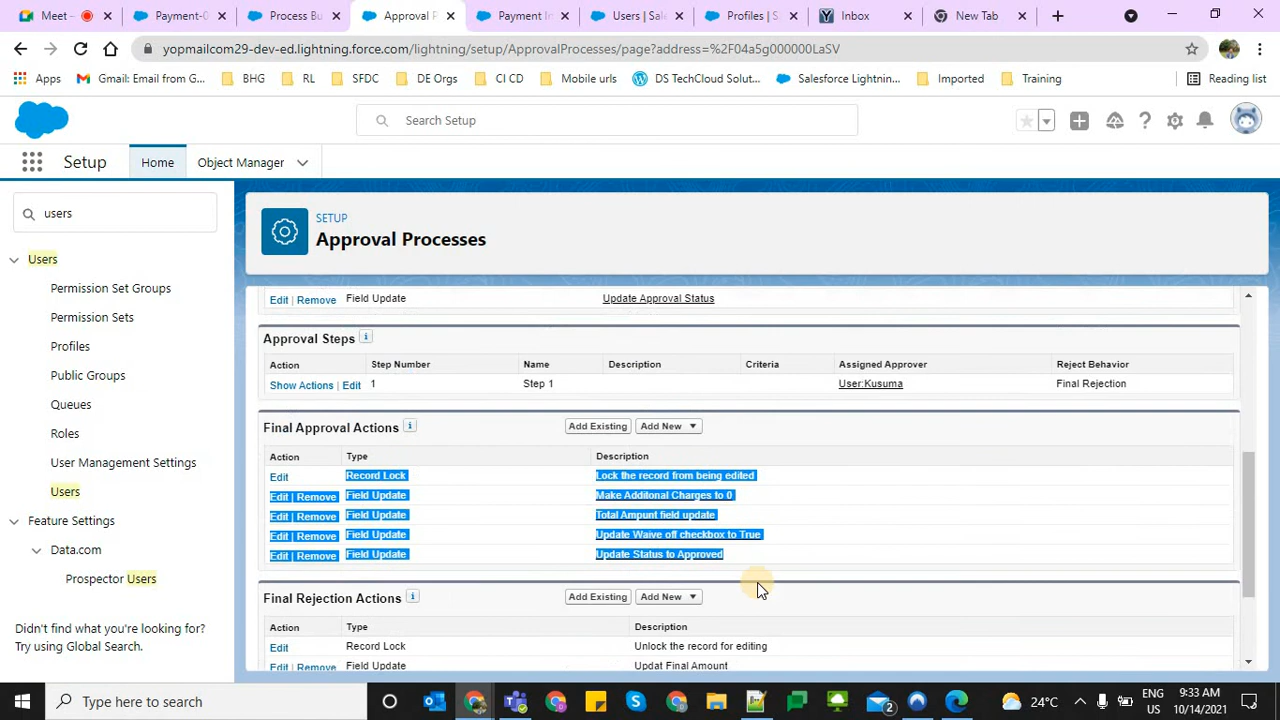 Meet –
Payment-0
Process Bu
Approval P
Payment In
Users | Sal
Profiles | S
Inbox
New Tab
yopmailcom29-dev-ed.lightning.force.com/lightning/setup/ApprovalProcesses/page?address=%2F04a5g000000LaSV
Apps
Gmail: Email from G...
BHG
RL
SFDC
DE Orgs
CI CD
Mobile urls
DS TechCloud Solut...
Salesforce Lightnin...
Imported
Training
Reading list
Search Setup
Setup
Home
Object Manager
users
Users
Permission Set Groups
Permission Sets
Profiles
Public Groups
Queues
Roles
User Management Settings
Users
Feature Settings
Data.com
Prospector Users
Didn't find what you're looking for?
Try using Global Search.
SETUP
Approval Processes
Edit | Remove Field Update Update Approval Status
Approval Steps i
Action Step Number Name Description Criteria Assigned Approver Reject Behavior
Show Actions | Edit 1 Step 1 User:Kusuma Final Rejection
Final Approval Actions i Add Existing Add New
Action Type Description
Edit Record Lock Lock the record from being edited
Edit | Remove Field Update Make Additonal Charges to 0
Edit | Remove Field Update Total Ampunt field update
Edit | Remove Field Update Update Waive off checkbox to True
Edit | Remove Field Update Update Status to Approved
Final Rejection Actions i Add Existing Add New
Action Type Description
Edit Record Lock Unlock the record for editing
Edit | Remove Field Update Updat Final Amount
Type here to search
2
24°C
ENG
US
9:33 AM
10/14/2021